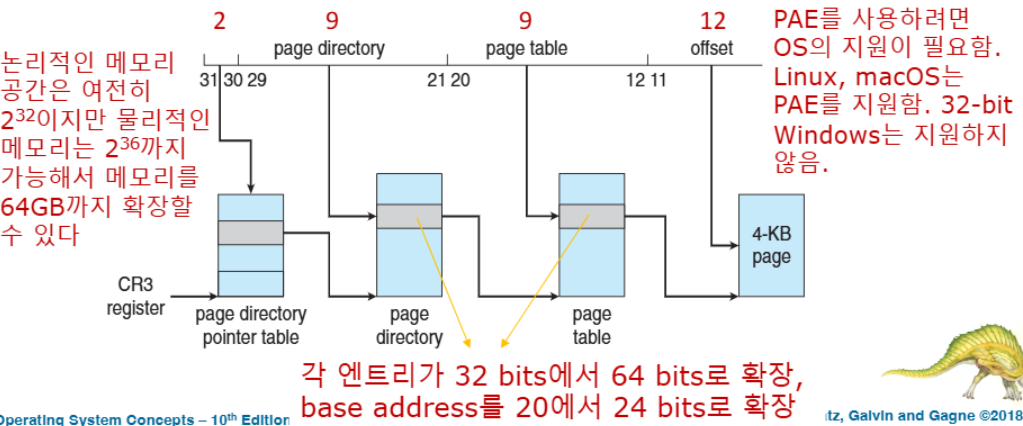 2 9 9 12
page directory page table offset
31 30 29 21 20 12 11
논리적인 메모리
공간은 여전히
2³²이지만 물리적인
메모리는 2³⁶까지
가능해서 메모리를
64GB까지 확장할
수 있다
PAE를 사용하려면
OS의 지원이 필요함.
Linux, macOS는
PAE를 지원함. 32-bit
Windows는 지원하지
않음.
4-KB
page
CR3
register
page directory
pointer table
page
directory
page
table
각 엔트리가 32 bits에서 64 bits로 확장,
base address를 20에서 24 bits로 확장
Operating System Concepts – 10th Edition
tz, Galvin and Gagne ©2018